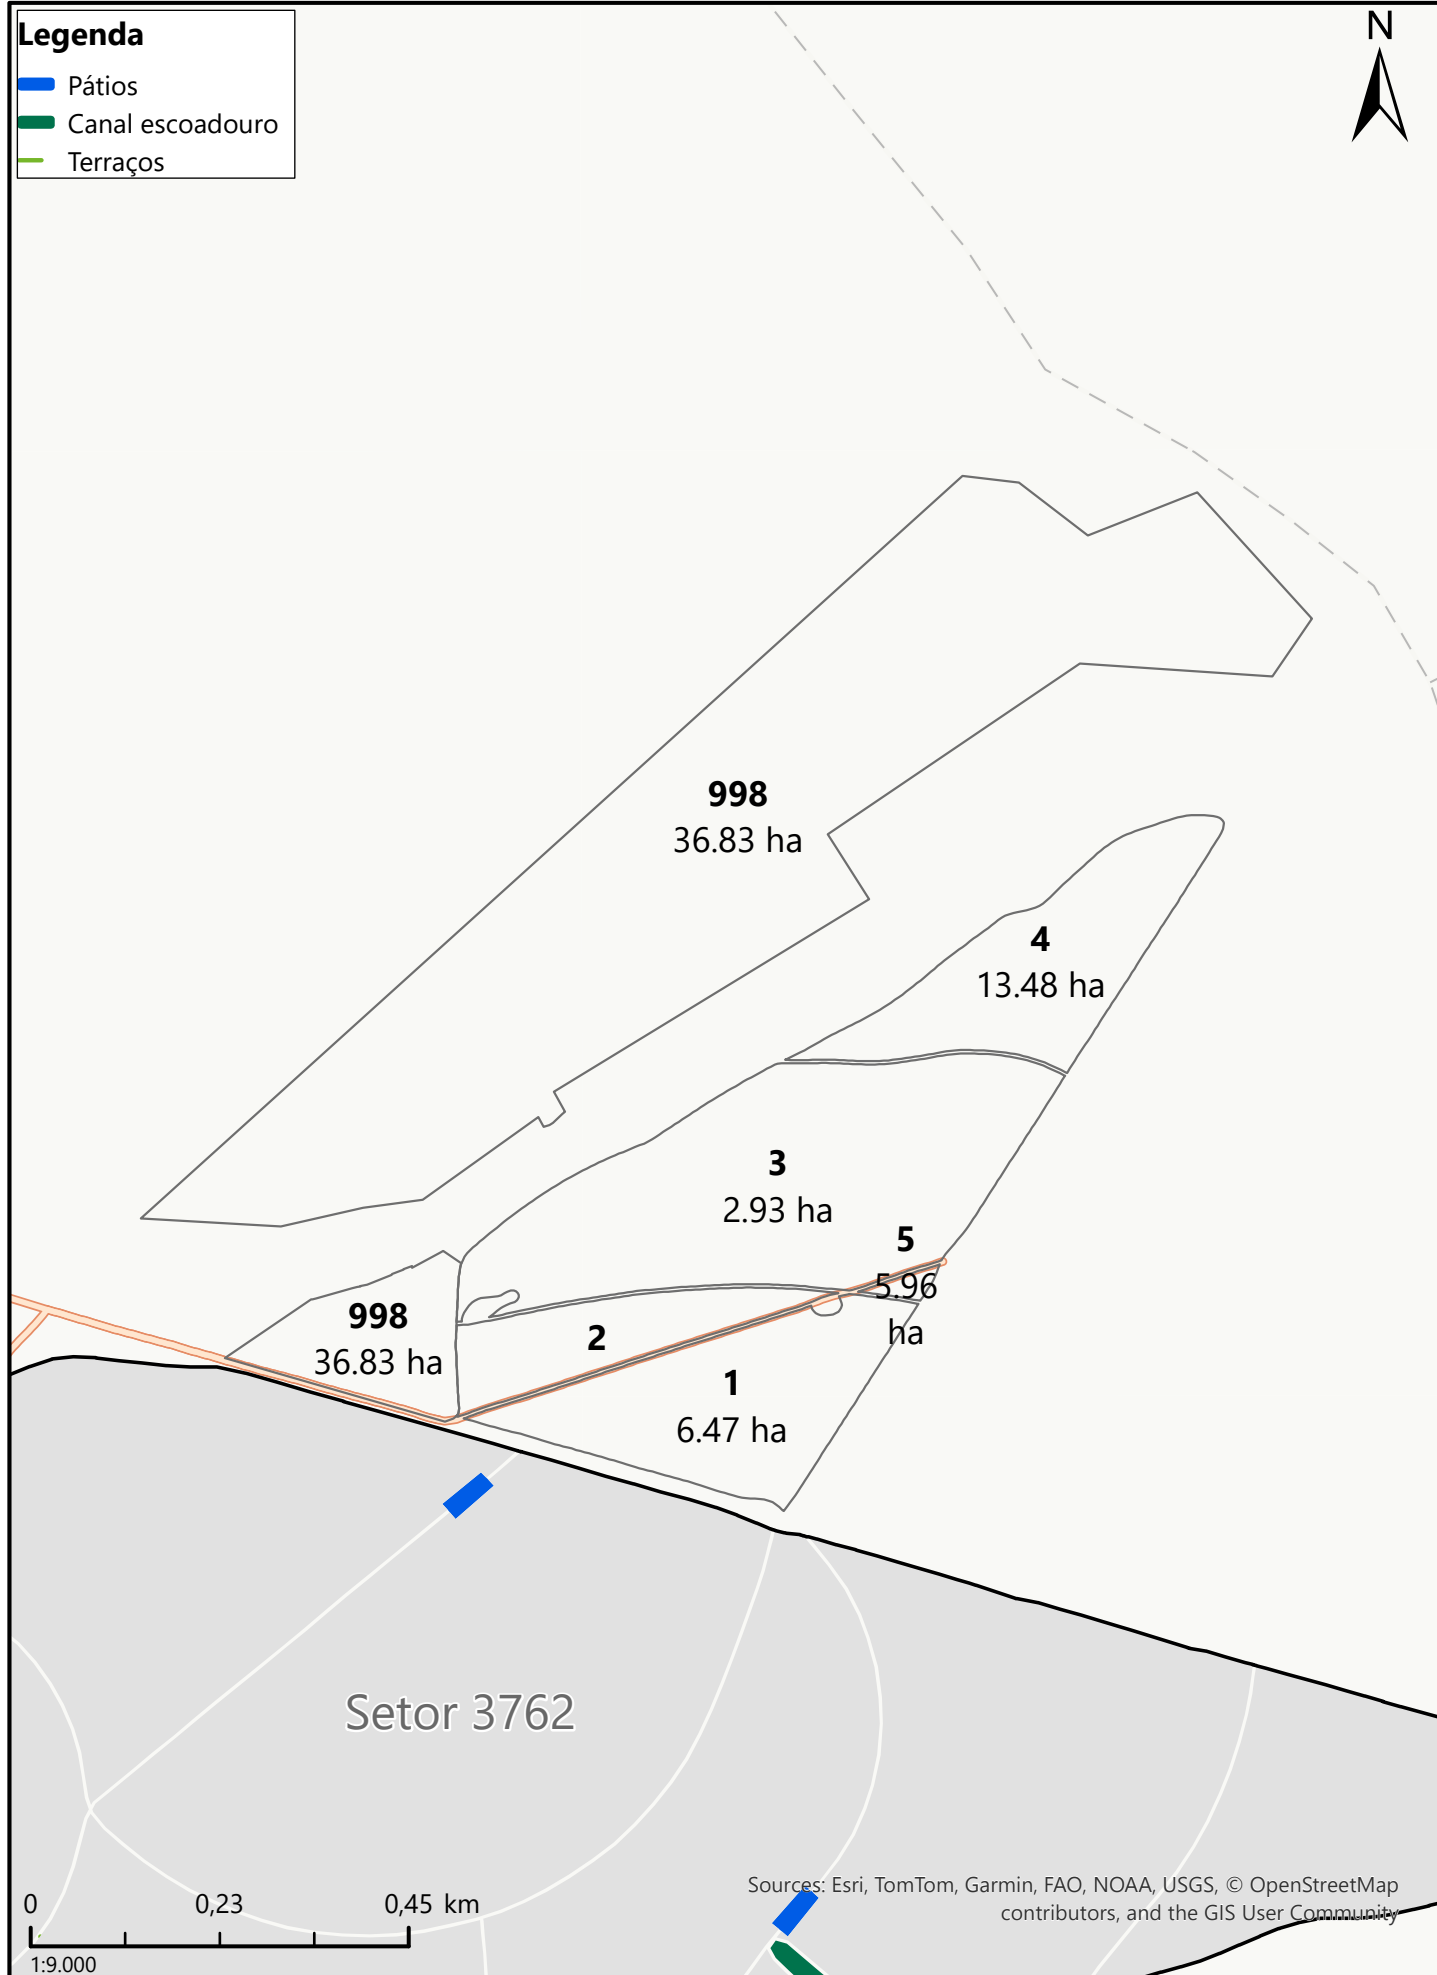 Legenda
Pátios
Canal escoadouro
Terraços
N
998
36.83 ha
4
13.48 ha
3
2.93 ha
5
5.96
ha
998
36.83 ha
2
1
6.47 ha
Setor 3762
0 0,23 0,45 km
1:9.000
Sources: Esri, TomTom, Garmin, FAO, NOAA, USGS, © OpenStreetMap
contributors, and the GIS User Community